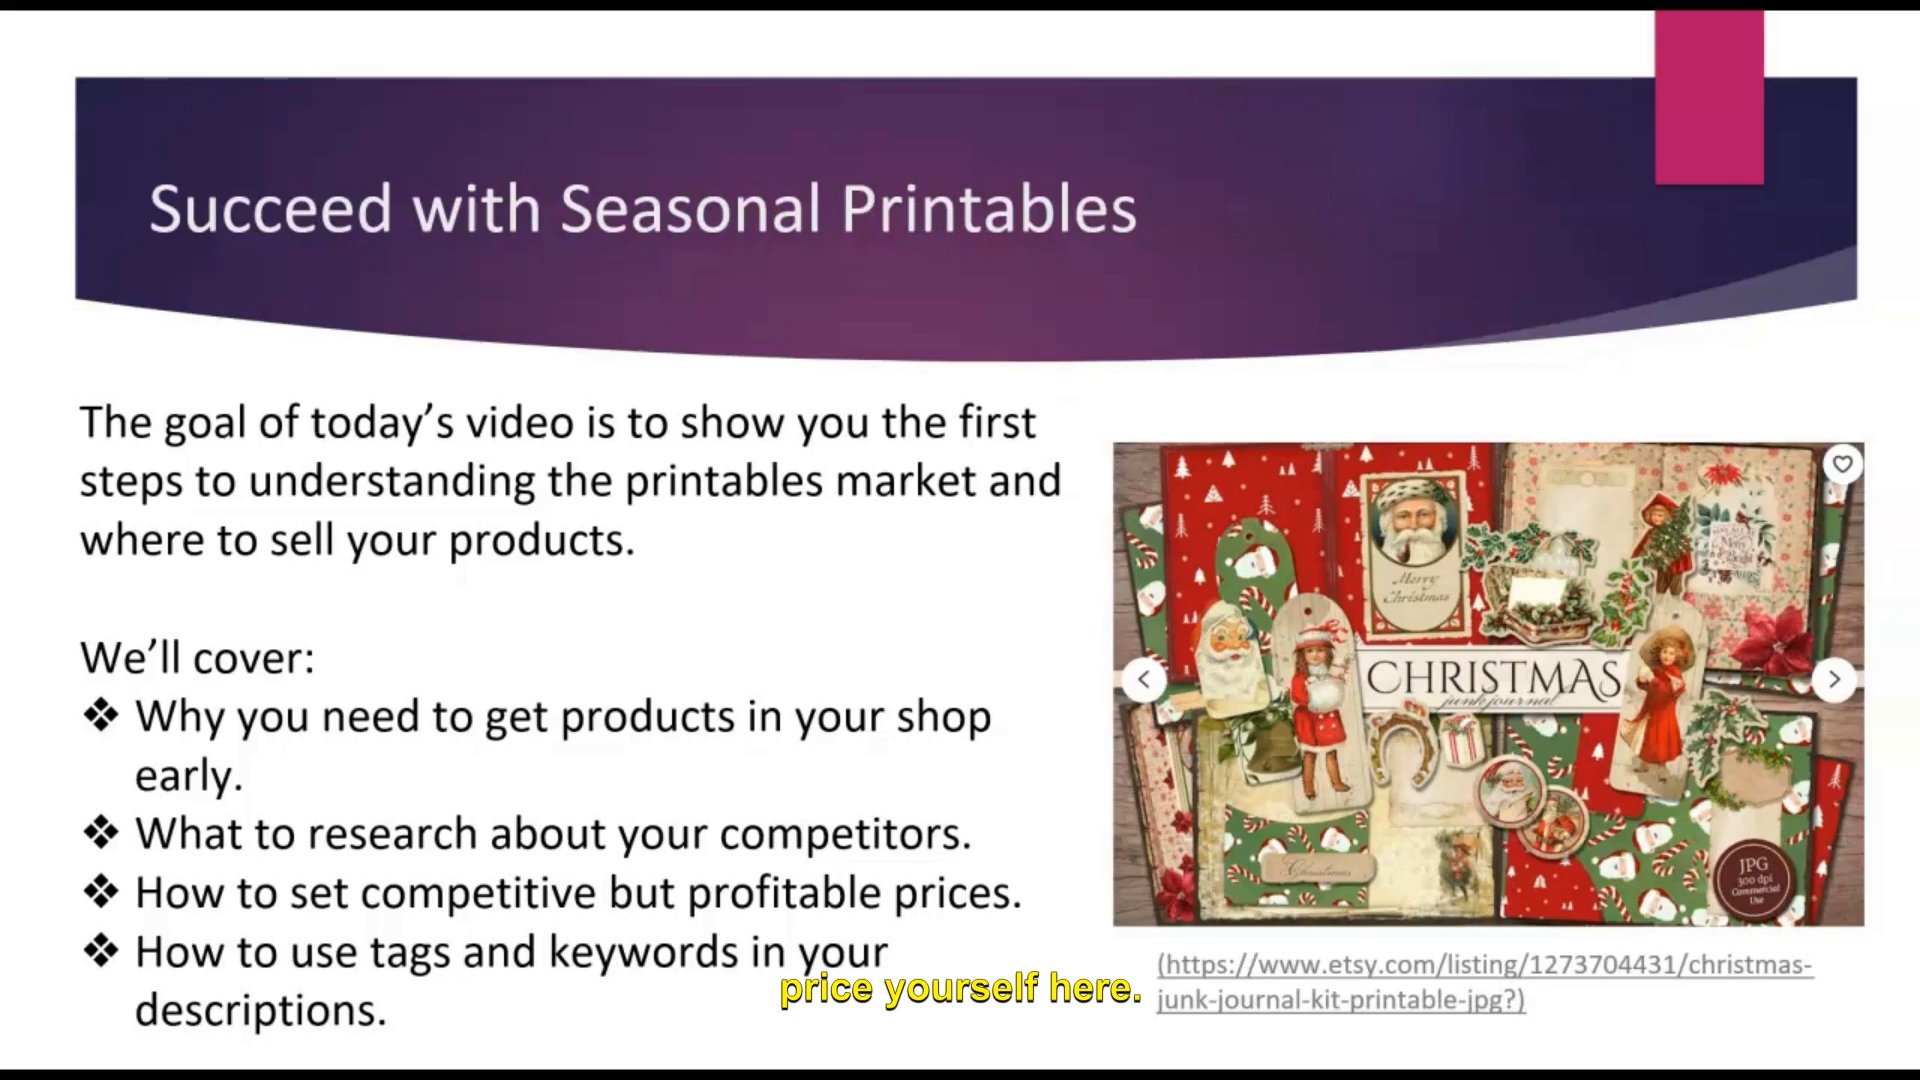 Succeed with Seasonal Printables
The goal of today’s video is to show you the first
steps to understanding the printables market and
where to sell your products.
We’ll cover:
❖ Why you need to get products in your shop
early.
❖ What to research about your competitors.
❖ How to set competitive but profitable prices.
❖ How to use tags and keywords in your
descriptions.
Merry
Christmas
CHRISTMAS
junk journal
Christmas
JPG
300 dpi
Commercial
Use
(https://www.etsy.com/listing/1273704431/christmas-
junk-journal-kit-printable-jpg?)
price yourself here.